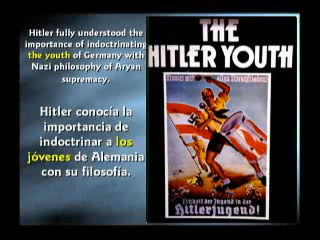 Hitler fully understood the
importance of indoctrinating
the youth of Germany with
Nazi philosophy of Aryan
supremacy.
Hitler conocía la
importancia de
indoctrinar a los
jóvenes de Alemania
con su filosofía.
THE
HITLER YOUTH
Einheit der Jugend in der
Hitlerjugend!